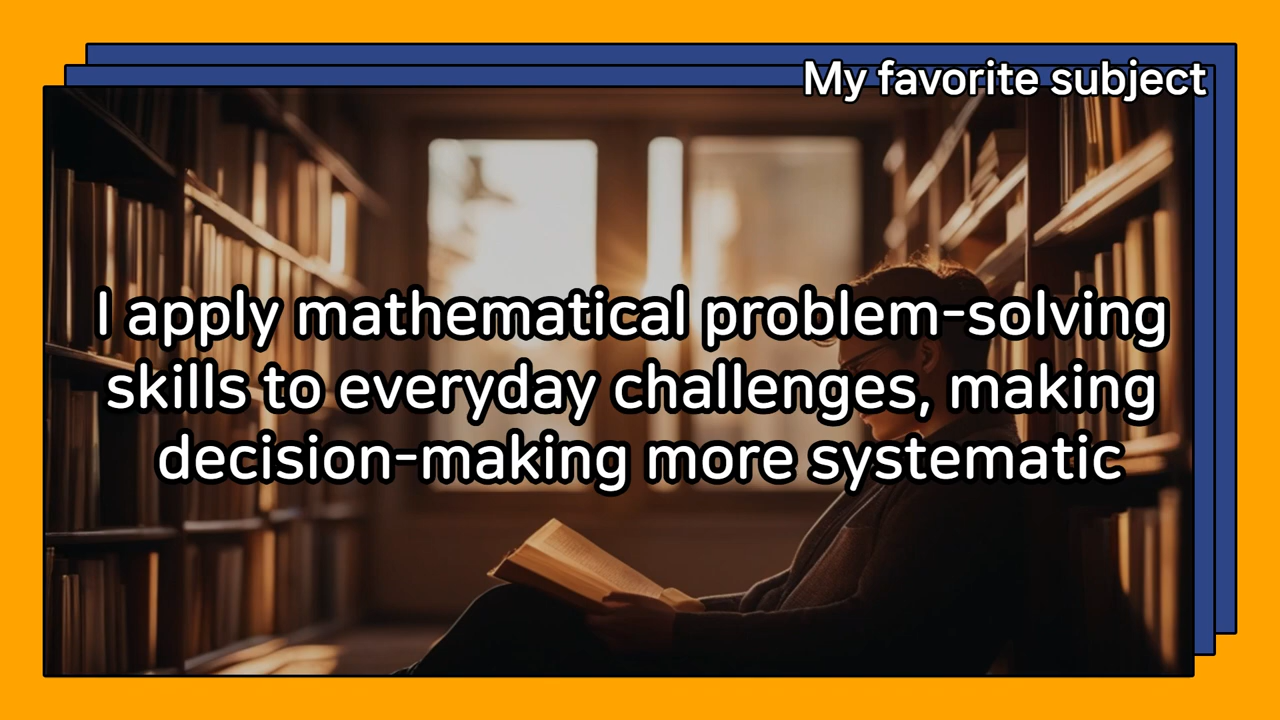 My favorite subject
I apply mathematical problem-solving
skills to everyday challenges, making
decision-making more systematic